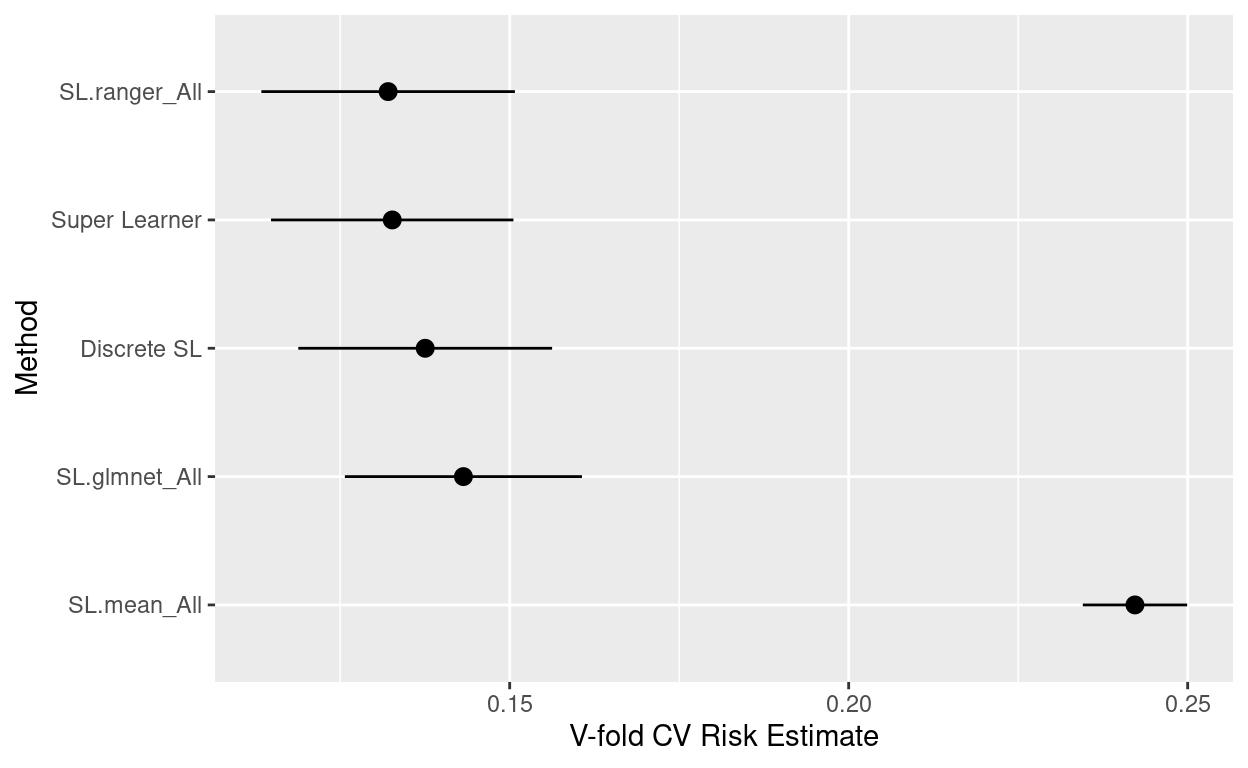 SL.ranger_All
Super Learner
Discrete SL
SL.glmnet_All
SL.mean_All
Method
0.15 0.20 0.25
V-fold CV Risk Estimate